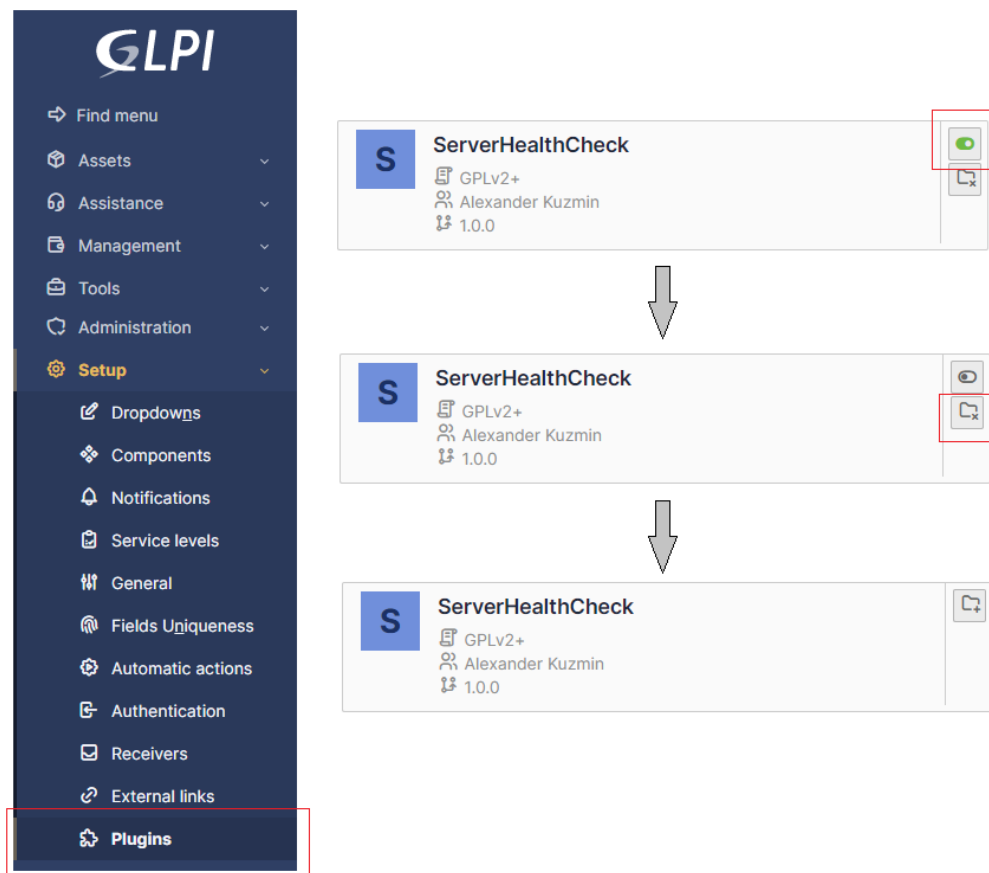 GLPI
Find menu
Assets
Assistance
Management
Tools
Administration
Setup
Dropdowns
Components
Notifications
Service levels
General
Fields Uniqueness
Automatic actions
Authentication
Receivers
External links
Plugins
S
ServerHealthCheck
GPLv2+
Alexander Kuzmin
1.0.0
S
ServerHealthCheck
GPLv2+
Alexander Kuzmin
1.0.0
S
ServerHealthCheck
GPLv2+
Alexander Kuzmin
1.0.0